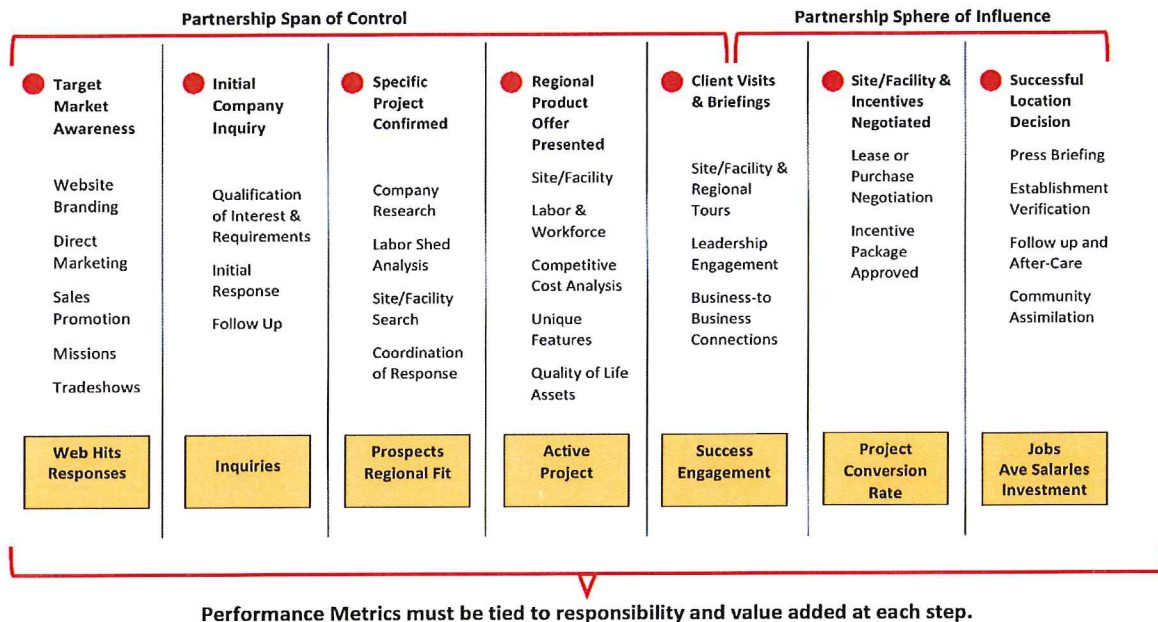 Partnership Span of Control
Partnership Sphere of Influence
Target
Market
Awareness
Website
Branding
Direct
Marketing
Sales
Promotion
Missions
Tradeshows
Web Hits
Responses
Initial
Company
Inquiry
Qualification
of Interest &
Requirements
Initial
Response
Follow Up
Inquiries
Specific
Project
Confirmed
Company
Research
Labor Shed
Analysis
Site/Facility
Search
Coordination
of Response
Prospects
Regional Fit
Regional
Product
Offer
Presented
Site/Facility
Labor &
Workforce
Competitive
Cost Analysis
Unique
Features
Quality of Life
Assets
Active
Project
Client Visits
& Briefings
Site/Facility &
Regional
Tours
Leadership
Engagement
Business-to
Business
Connections
Success
Engagement
Site/Facility &
Incentives
Negotiated
Lease or
Purchase
Negotiation
Incentive
Package
Approved
Project
Conversion
Rate
Successful
Location
Decision
Press Briefing
Establishment
Verification
Follow up and
After-Care
Community
Assimilation
Jobs
Ave Salaries
Investment
Performance Metrics must be tied to responsibility and value added at each step.